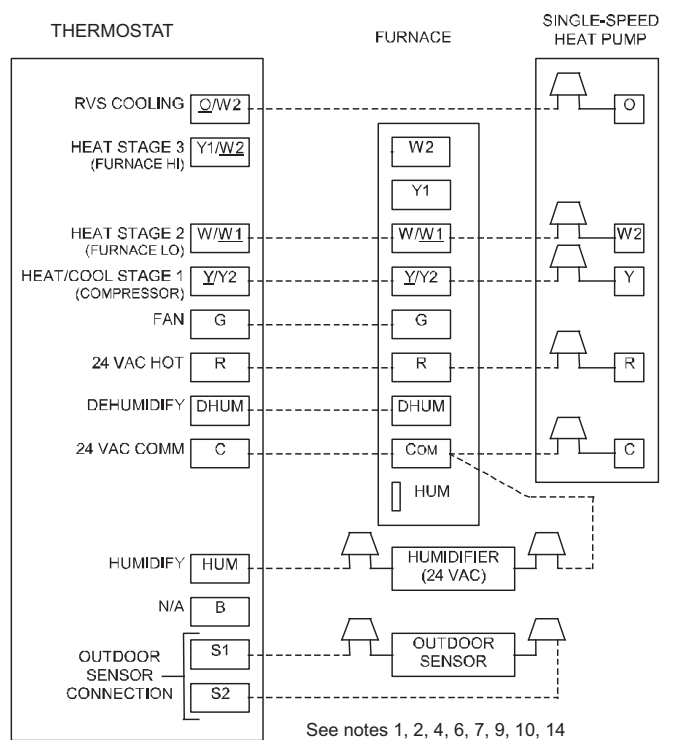 THERMOSTAT
FURNACE
SINGLE-SPEED
HEAT PUMP
RVS COOLING
O/W2
O
HEAT STAGE 3
(FURNACE HI)
Y1/W2
W2
Y1
HEAT STAGE 2
(FURNACE LO)
W/W1
W/W1
W2
HEAT/COOL STAGE 1
(COMPRESSOR)
Y/Y2
Y/Y2
Y
FAN
G
G
24 VAC HOT
R
R
R
DEHUMIDIFY
DHUM
DHUM
24 VAC COMM
C
COM
C
HUM
HUMIDIFY
HUM
HUMIDIFIER
(24 VAC)
N/A
B
OUTDOOR
SENSOR
CONNECTION
S1
S2
OUTDOOR
SENSOR
See notes 1, 2, 4, 6, 7, 9, 10, 14